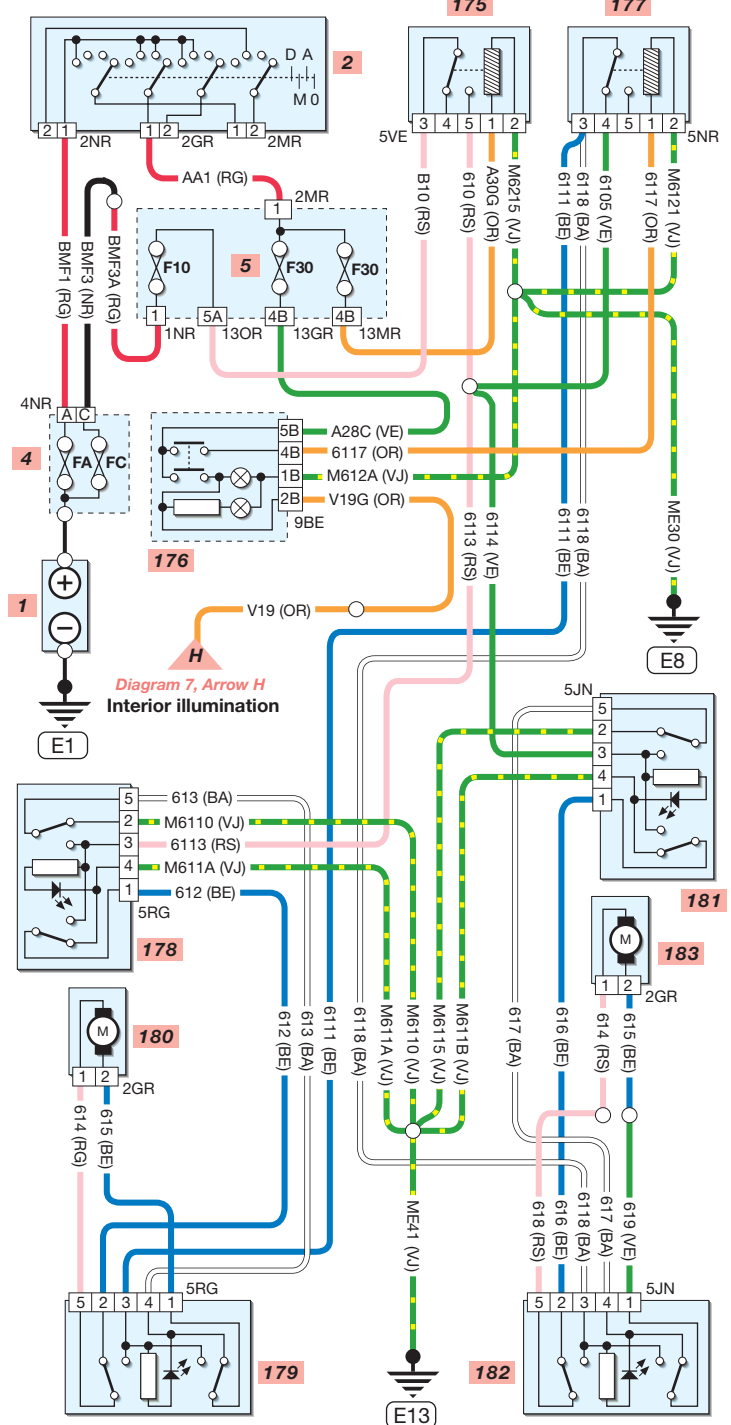 175
177
2
D A
M 0
2 1
2NR
1 2
2GR
1 2
2MR
5VE
3 4 5 1 2
3 4 5 1 2
5NR
AA1 (RG)
2MR
1
BMF1 (RG)
BMF3 (NR)
BMF3A (RG)
F10
5
F30
F30
1
1NR
5A
13OR
4B
13GR
4B
13MR
B10 (RS)
610 (RS)
A30G (OR)
M6215 (VJ)
6111 (BE)
6118 (BA)
6105 (VE)
6117 (OR)
M6121 (VJ)
4NR
A C
4
FA
FC
5B
A28C (VE)
4B
6117 (OR)
1B
M612A (VJ)
2B
V19G (OR)
9BE
176
1
+
−
E1
V19 (OR)
H
Diagram 7, Arrow H
Interior illumination
6113 (RS)
6114 (VE)
6111 (BE)
6118 (BA)
ME30 (VJ)
E8
5JN
5
2
3
4
1
181
5
613 (BA)
2
M6110 (VJ)
3
6113 (RS)
4
M611A (VJ)
1
612 (BE)
5RG
178
M
183
1 2
2GR
M
180
1 2
2GR
614 (RG)
615 (BE)
612 (BE)
613 (BA)
6111 (BE)
6118 (BA)
M611A (VJ)
M6110 (VJ)
M6115 (VJ)
M611B (VJ)
617 (BA)
616 (BE)
614 (RS)
615 (BE)
ME41 (VJ)
618 (RS)
616 (BE)
6118 (BA)
617 (BA)
619 (VE)
5RG
5 2 3 4 1
179
E13
5JN
5 2 3 4 1
182